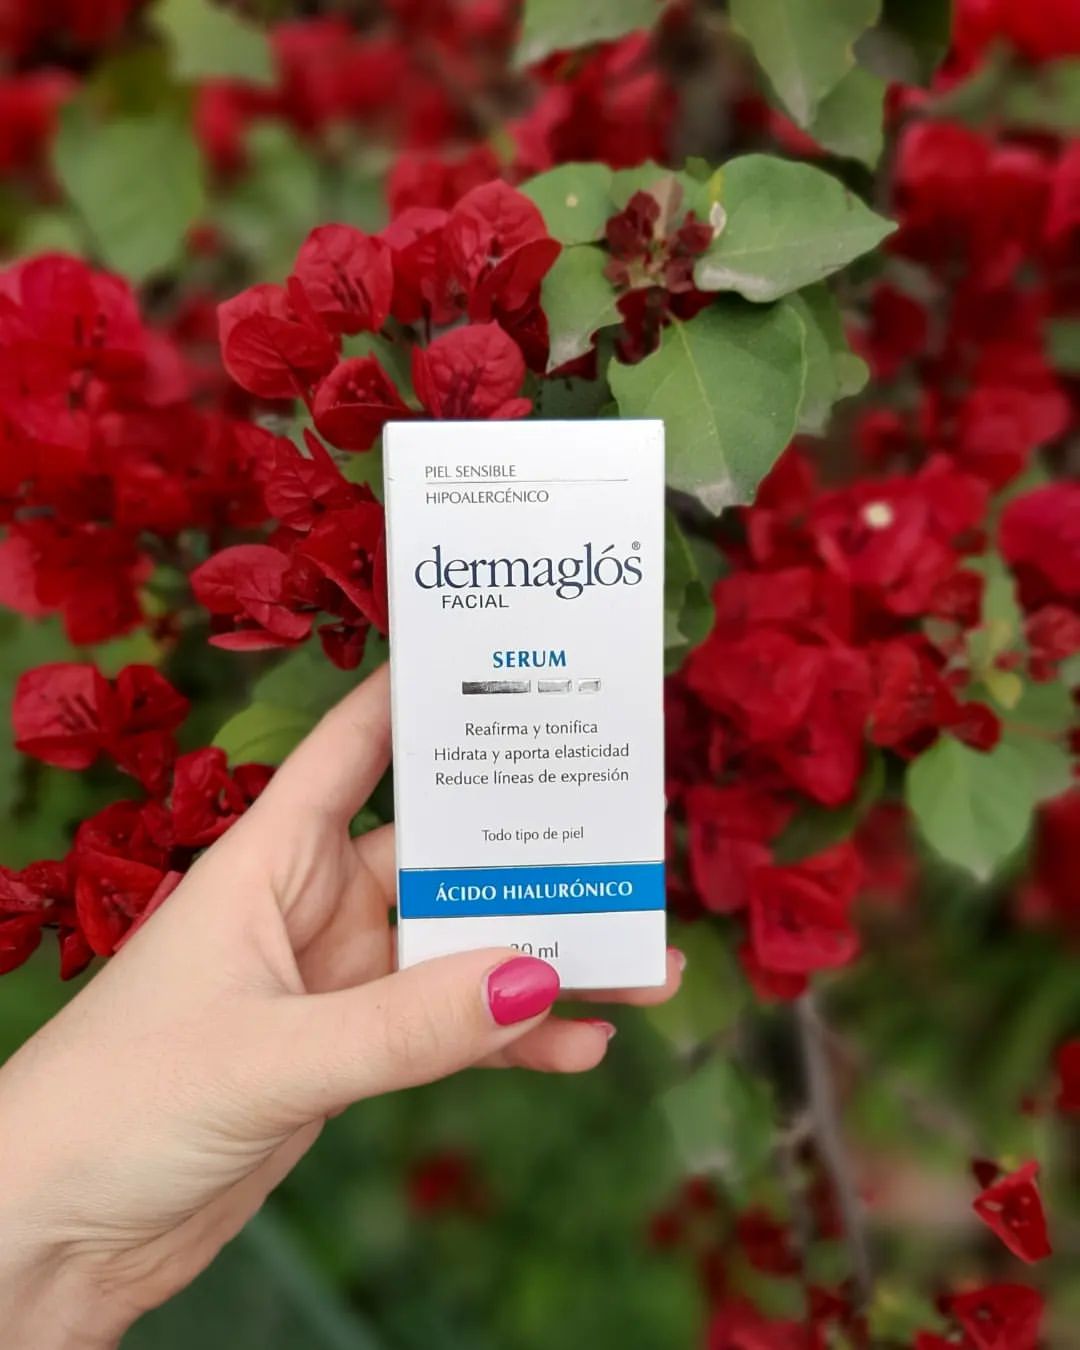 PIEL SENSIBLE
HIPOALERGÉNICO
dermaglós®
FACIAL
SERUM
Reafirma y tonifica
Hidrata y aporta elasticidad
Reduce líneas de expresión
Todo tipo de piel
ÁCIDO HIALURÓNICO
ml